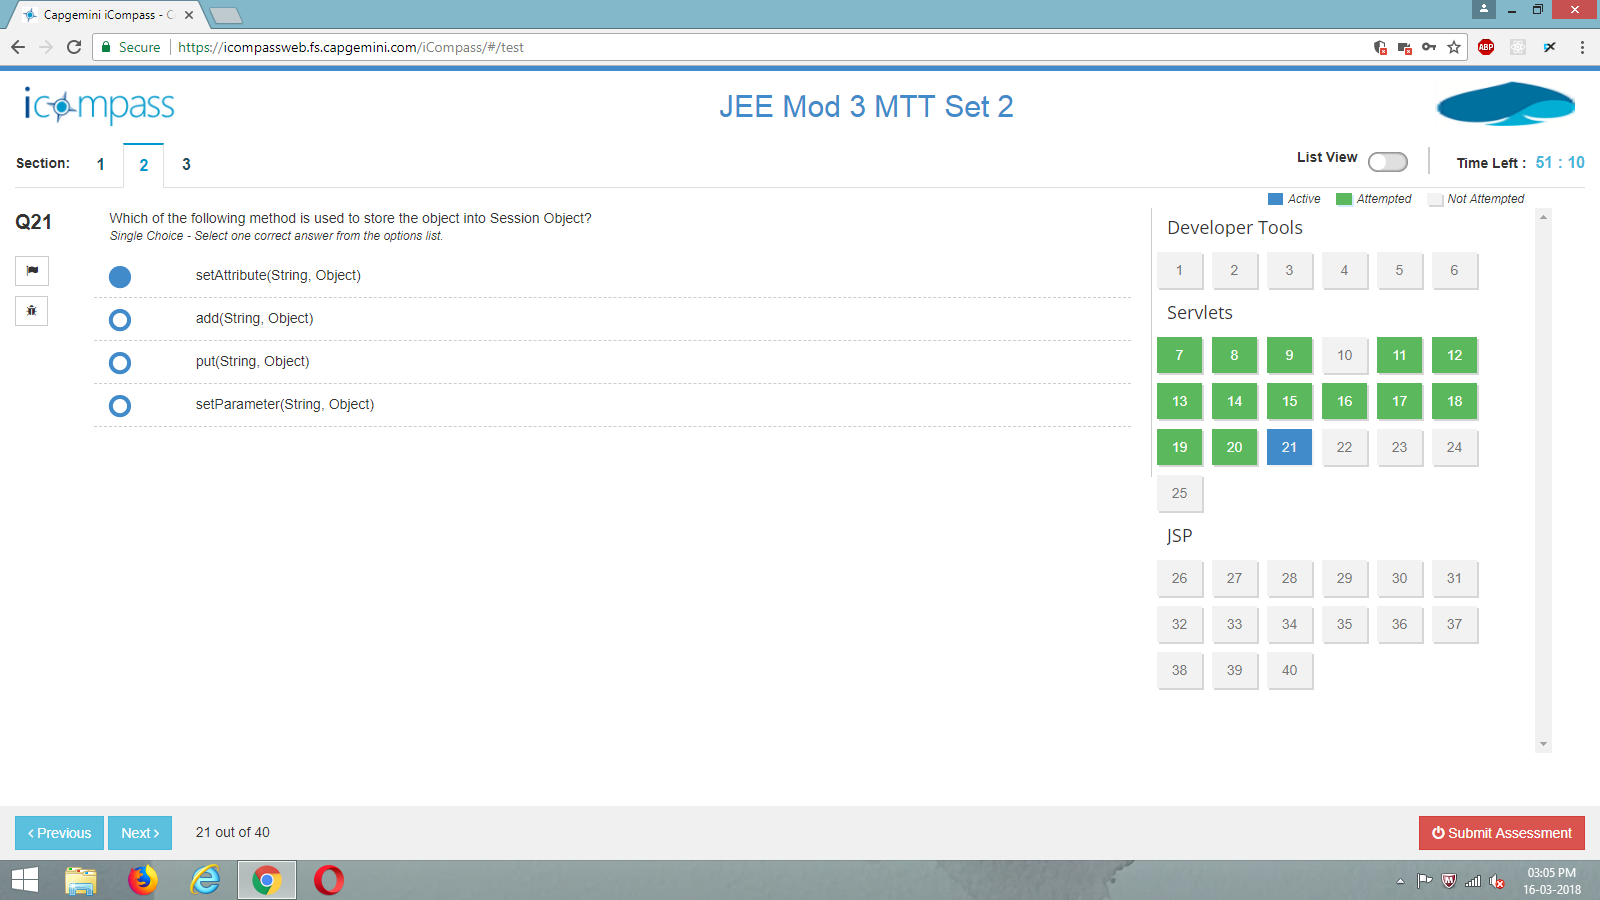 Capgemini iCompass - C
Secure
https://icompassweb.fs.capgemini.com/iCompass/#/test
ABP
icompass
JEE Mod 3 MTT Set 2
Section: 1 2 3
List View
Time Left : 51 : 10
Active Attempted Not Attempted
Q21
Which of the following method is used to store the object into Session Object?
Single Choice - Select one correct answer from the options list.
setAttribute(String, Object)
add(String, Object)
put(String, Object)
setParameter(String, Object)
Developer Tools
1 2 3 4 5 6
Servlets
7 8 9 10 11 12
13 14 15 16 17 18
19 20 21 22 23 24
25
JSP
26 27 28 29 30 31
32 33 34 35 36 37
38 39 40
‹ Previous
Next ›
21 out of 40
Submit Assessment
03:05 PM
16-03-2018